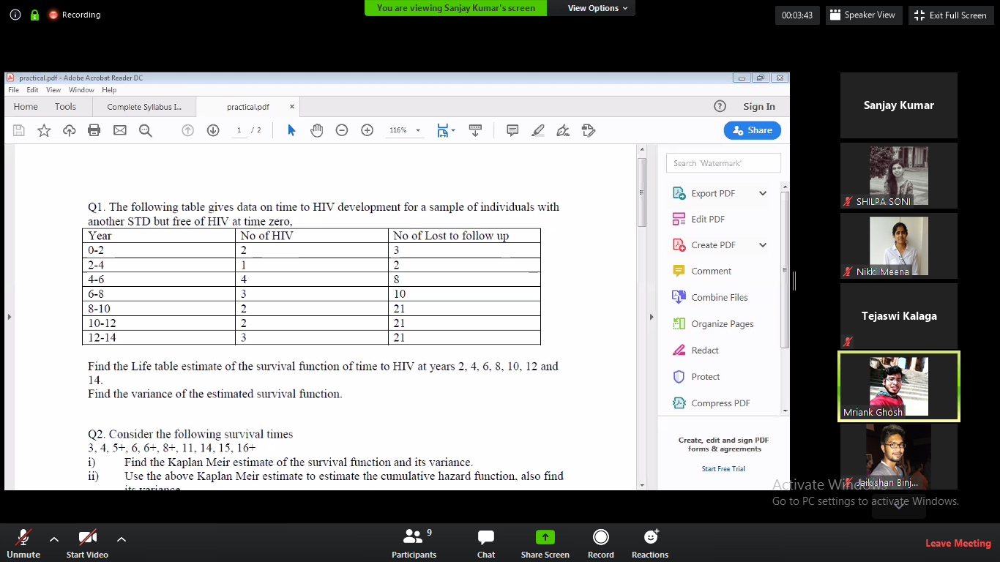 Recording
You are viewing Sanjay Kumar's screen
View Options
00:03:43
Speaker View
Exit Full Screen
practical.pdf - Adobe Acrobat Reader DC
File Edit View Window Help
Home Tools Complete Syllabus I... practical.pdf × Sign In
1 / 2 116% Share
Q1. The following table gives data on time to HIV development for a sample of individuals with
another STD but free of HIV at time zero,
Year No of HIV No of Lost to follow up
0-2 2 3
2-4 1 2
4-6 4 8
6-8 3 10
8-10 2 21
10-12 2 21
12-14 3 21
Find the Life table estimate of the survival function of time to HIV at years 2, 4, 6, 8, 10, 12 and
14.
Find the variance of the estimated survival function.
Q2. Consider the following survival times
3, 4, 5+, 6, 6+, 8+, 11, 14, 15, 16+
i) Find the Kaplan Meir estimate of the survival function and its variance.
ii) Use the above Kaplan Meir estimate to estimate the cumulative hazard function, also find
its variance
Search 'Watermark'
Export PDF
Edit PDF
Create PDF
Comment
Combine Files
Organize Pages
Redact
Protect
Compress PDF
Create, edit and sign PDF
forms & agreements
Start Free Trial
Sanjay Kumar
SHILPA SONI
Nikki Meena
Tejaswi Kalaga
Mriank Ghosh
Jaikishan Binj...
Activate Windows
Go to PC settings to activate Windows.
Unmute
Start Video
Participants 9
Chat
Share Screen
Record
Reactions
Leave Meeting